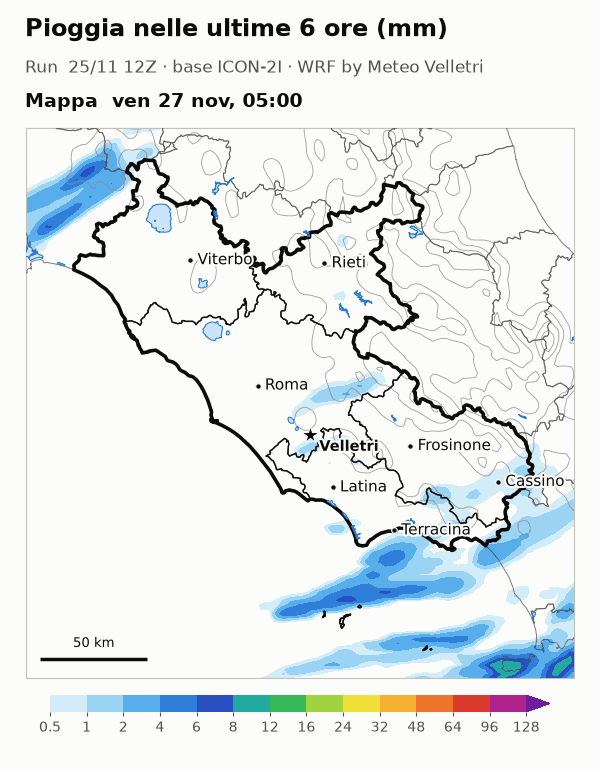 Pioggia nelle ultime 6 ore (mm)
Run  25/11 12Z · base ICON-2I · WRF by Meteo Velletri
Mappa  ven 27 nov, 05:00
Viterbo
Rieti
Roma
Velletri
Frosinone
Cassino
Latina
Terracina
50 km
0.5 1 2 4 6 8 12 16 24 32 48 64 96 128